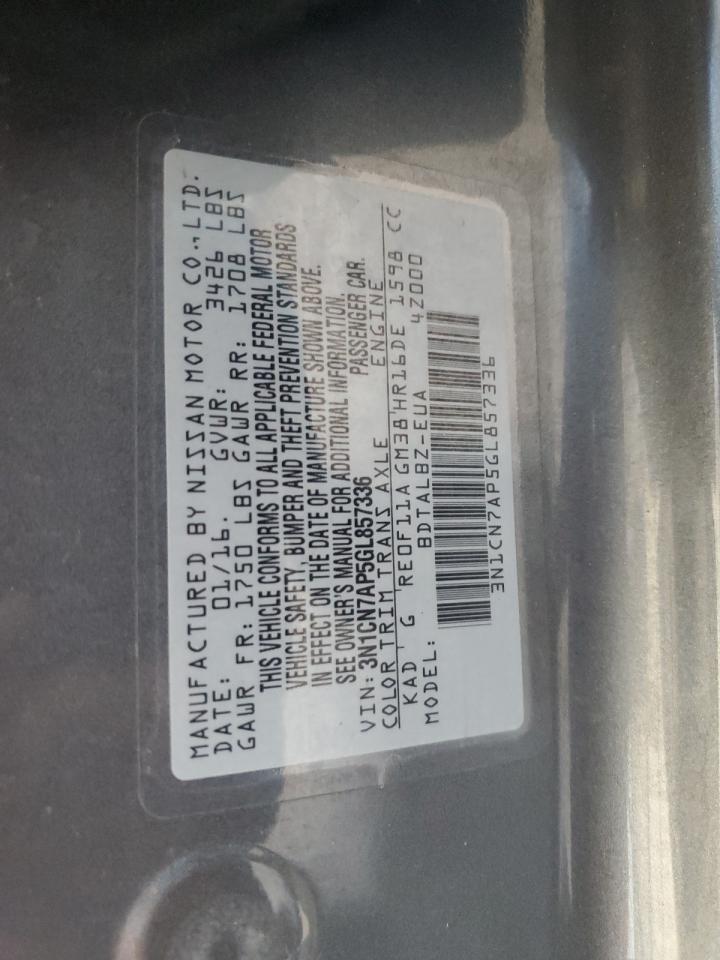 MANUFACTURED BY NISSAN MOTOR CO.,LTD.
DATE: 01/16. GVWR: 3426 LBS
GAWR FR: 1750 LBS GAWR RR: 1708 LBS
THIS VEHICLE CONFORMS TO ALL APPLICABLE FEDERAL MOTOR
VEHICLE SAFETY, BUMPER AND THEFT PREVENTION STANDARDS
IN EFFECT ON THE DATE OF MANUFACTURE SHOWN ABOVE.
SEE OWNER'S MANUAL FOR ADDITIONAL INFORMATION.
VIN: 3N1CN7AP5GL857336 PASSENGER CAR.
COLOR TRIM TRANS AXLE ENGINE
KAD G RE0F11A GM38 HR16DE 1598 CC
MODEL: BDTALBZ-EUA 4Z000
3N1CN7AP5GL857336